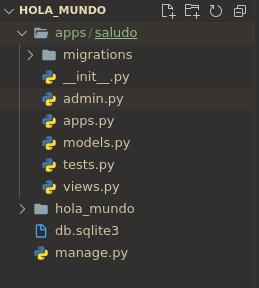 HOLA_MUNDO
apps/saludo
migrations
__init__.py
admin.py
apps.py
models.py
tests.py
views.py
hola_mundo
db.sqlite3
manage.py